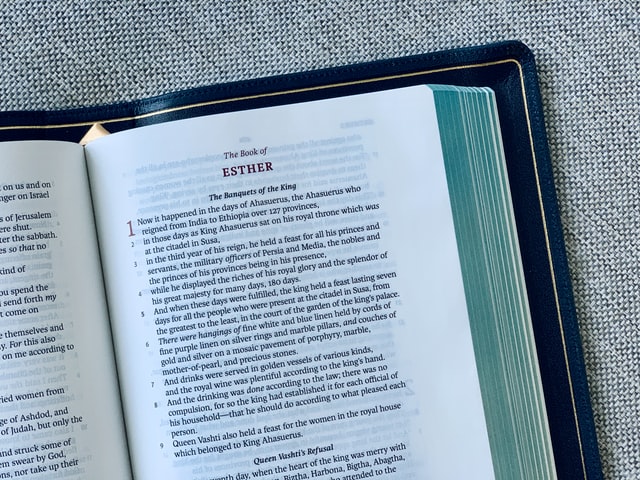 t on us and on
nger on Israel
s of Jerusalem
ere shut.
ter the sabbath.
es so that no
kind of
you spend the
I send forth my
t come on
e themselves and
y. For this also
on me according to
ried women from
ge of Ashdod, and
of Judah, but only the
and struck some of
em swear by God,
ons, nor take up their
The Book of
ESTHER
The Banquets of the King
1 Now it happened in the days of Ahasuerus, the Ahasuerus who
reigned from India to Ethiopia over 127 provinces,
2 in those days as King Ahasuerus sat on his royal throne which was
at the citadel in Susa,
3 in the third year of his reign, he held a feast for all his princes and
servants, the military officers of Persia and Media, the nobles and
the princes of his provinces being in his presence,
4 while he displayed the riches of his royal glory and the splendor of
his great majesty for many days, 180 days.
5 And when these days were fulfilled, the king held a feast lasting seven
days for all the people who were present at the citadel in Susa, from
the greatest to the least, in the court of the garden of the king's palace.
6 There were hangings of fine white and blue linen held by cords of
fine purple linen on silver rings and marble pillars, and couches of
gold and silver on a mosaic pavement of porphyry, marble,
mother-of-pearl, and precious stones.
7 And drinks were served in golden vessels of various kinds,
and the royal wine was plentiful according to the king's hand.
8 And the drinking was done according to the law; there was no
compulsion, for so the king had established it for each official of
his household—that he should do according to what pleased each
person.
9 Queen Vashti also held a feast for the women in the royal house
which belonged to King Ahasuerus.
Queen Vashti's Refusal
day, when the heart of the king was merry with
Biztha, Harbona, Bigtha, Abagtha,
attended to the